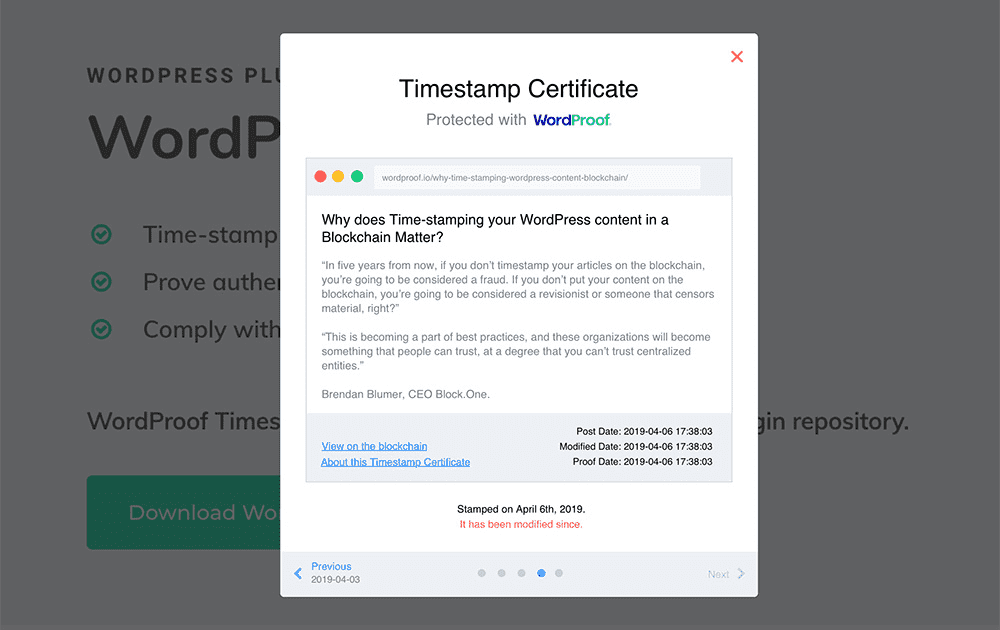 WORDPRESS PLU
WordP
Time-stamp
Prove authen
Comply with
WordProof Times
gin repository.
Download Wor
Timestamp Certificate
Protected with WordProof
wordproof.io/why-time-stamping-wordpress-content-blockchain/
Why does Time-stamping your WordPress content in a
Blockchain Matter?
“In five years from now, if you don’t timestamp your articles on the blockchain,
you’re going to be considered a fraud. If you don’t put your content on the
blockchain, you’re going to be considered a revisionist or someone that censors
material, right?”
“This is becoming a part of best practices, and these organizations will become
something that people can trust, at a degree that you can’t trust centralized
entities.”
Brendan Blumer, CEO Block.One.
Post Date: 2019-04-06 17:38:03
View on the blockchain
Modified Date: 2019-04-06 17:38:03
About this Timestamp Certificate
Proof Date: 2019-04-06 17:38:03
Stamped on April 6th, 2019.
It has been modified since.
Previous
2019-04-03
Next